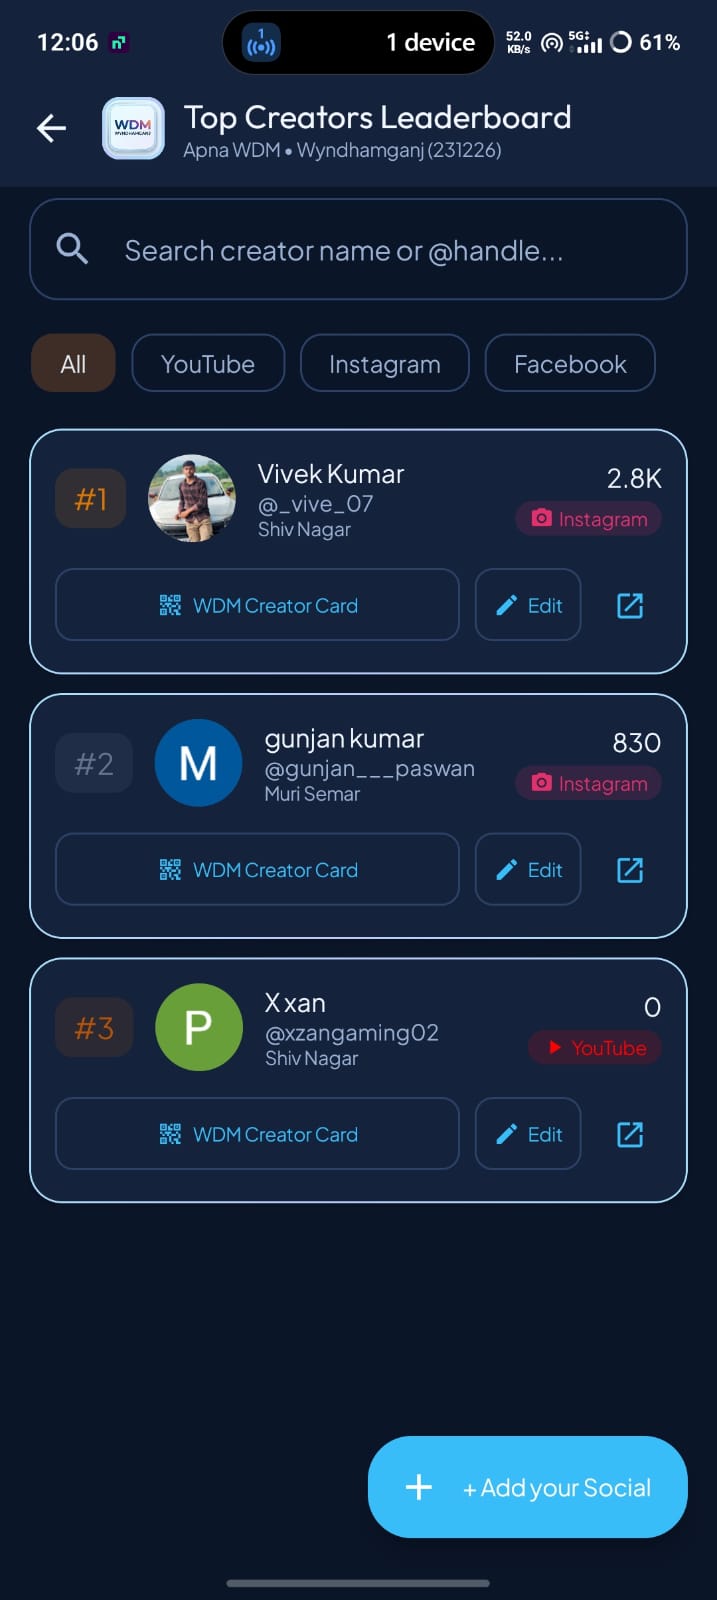 12:06
1
1 device
52.0
KB/s
5G
61%
WDM
WYNDHAMGANJ
Top Creators Leaderboard
Apna WDM • Wyndhamganj (231226)
Search creator name or @handle...
All
YouTube
Instagram
Facebook
#1
Vivek Kumar
@_vive_07
Shiv Nagar
2.8K
Instagram
WDM Creator Card
Edit
#2
M
gunjan kumar
@gunjan___paswan
Muri Semar
830
Instagram
WDM Creator Card
Edit
#3
P
X xan
@xzangaming02
Shiv Nagar
0
YouTube
WDM Creator Card
Edit
+ Add your Social